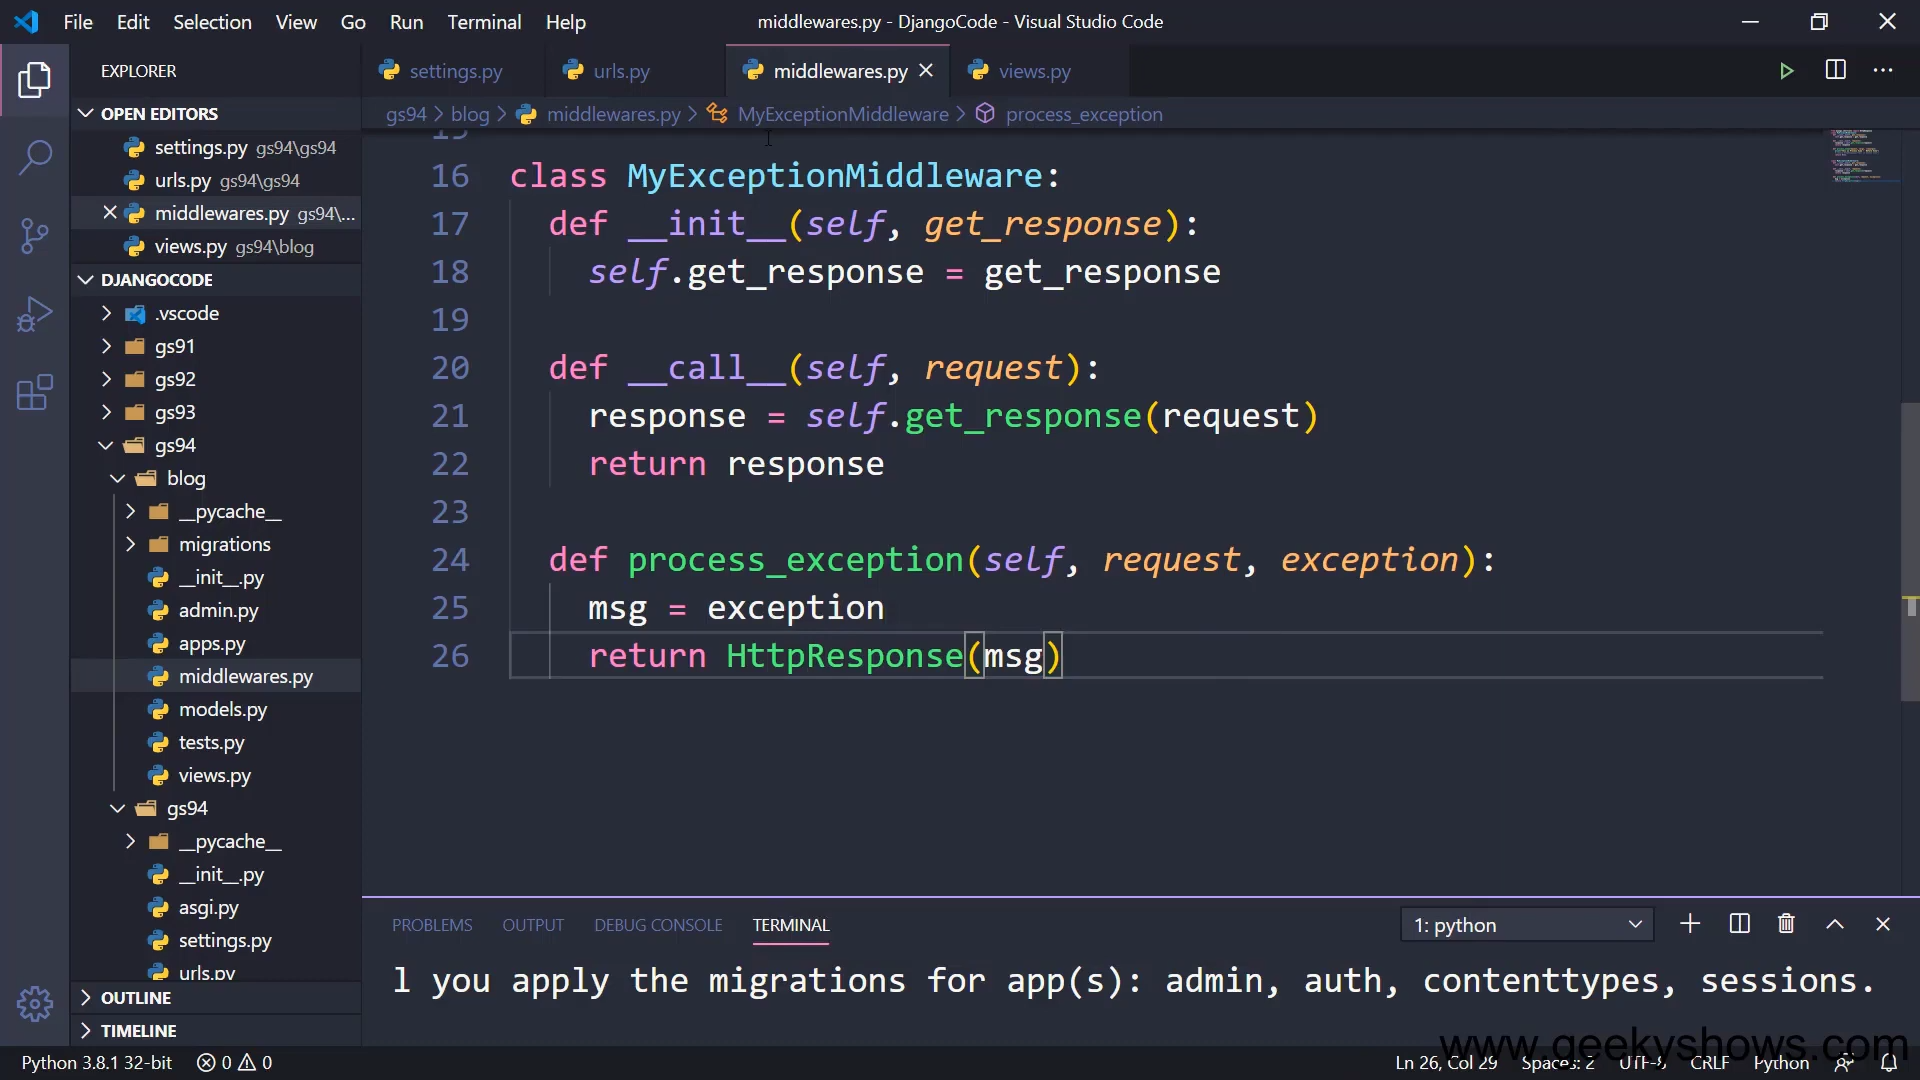 File Edit Selection View Go Run Terminal Help
middlewares.py - DjangoCode - Visual Studio Code
EXPLORER
OPEN EDITORS
settings.py gs94\gs94
urls.py gs94\gs94
middlewares.py gs94\...
views.py gs94\blog
DJANGOCODE
.vscode
gs91
gs92
gs93
gs94
blog
__pycache__
migrations
__init__.py
admin.py
apps.py
middlewares.py
models.py
tests.py
views.py
gs94
__pycache__
__init__.py
asgi.py
settings.py
urls.py
OUTLINE
TIMELINE
settings.py urls.py middlewares.py views.py
gs94 > blog > middlewares.py > MyExceptionMiddleware > process_exception
15
16 class MyExceptionMiddleware:
17 def __init__(self, get_response):
18 self.get_response = get_response
19
20 def __call__(self, request):
21 response = self.get_response(request)
22 return response
23
24 def process_exception(self, request, exception):
25 msg = exception
26 return HttpResponse(msg)
PROBLEMS OUTPUT DEBUG CONSOLE TERMINAL
1: python
l you apply the migrations for app(s): admin, auth, contenttypes, sessions.
www.geekyshows.com
Python 3.8.1 32-bit 0 0
Ln 26, Col 29 Spaces: 2 UTF-8 CRLF Python